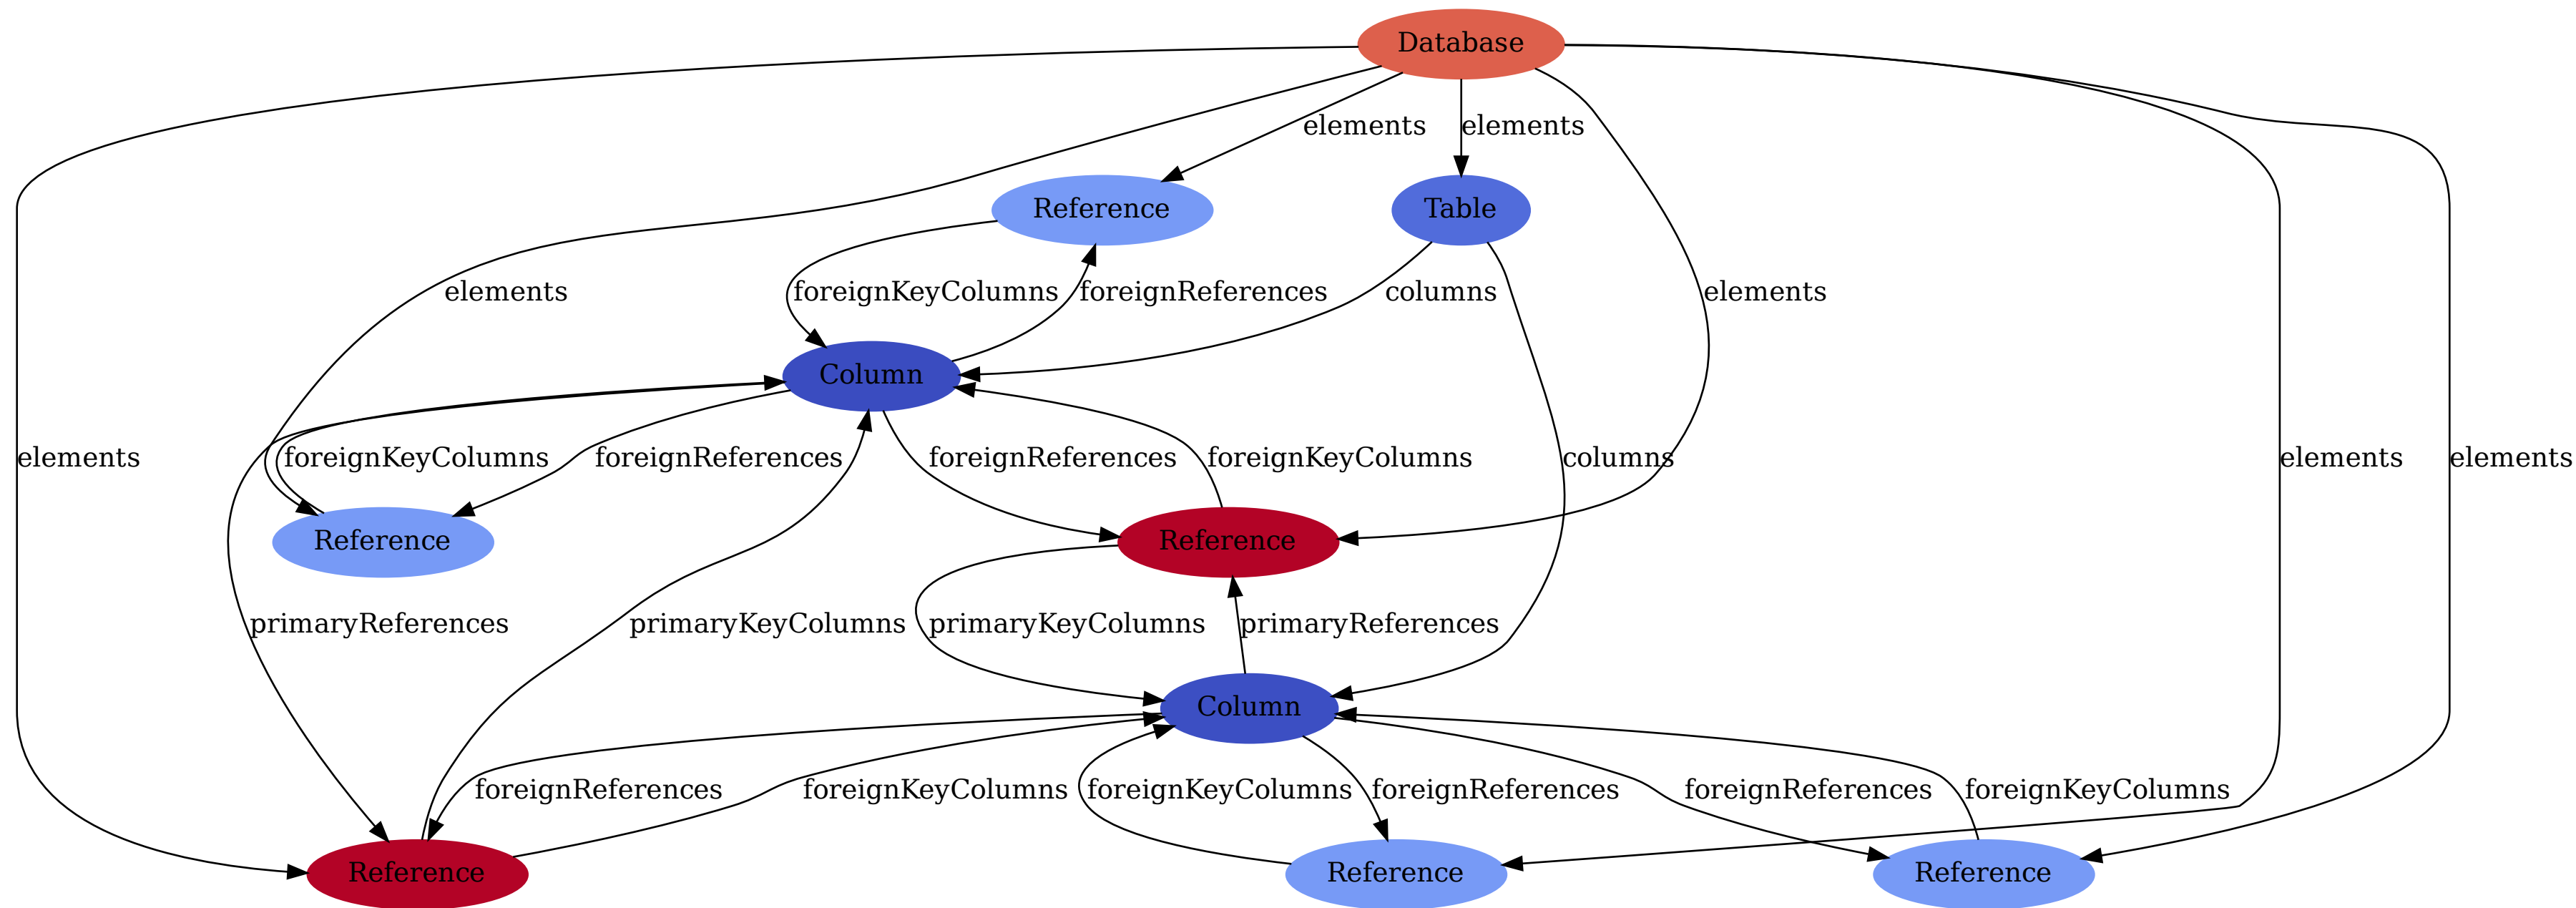 Database
elements
elements
Reference
Table
elements
foreignKeyColumns
foreignReferences
columns
elements
Column
elements
foreignKeyColumns
foreignReferences
foreignReferences
foreignKeyColumns
columns
elements
elements
Reference
Reference
primaryReferences
primaryKeyColumns
primaryKeyColumns
primaryReferences
Column
foreignReferences
foreignKeyColumns
foreignKeyColumns
foreignReferences
foreignReferences
foreignKeyColumns
Reference
Reference
Reference